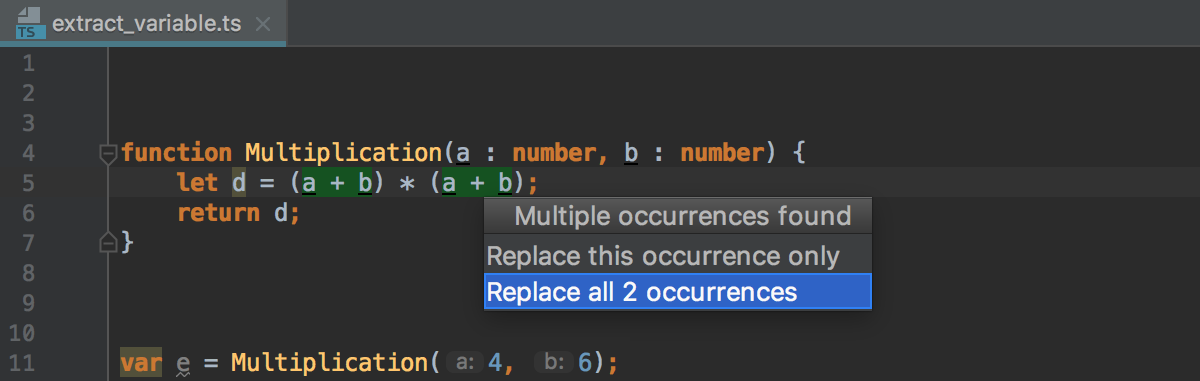 TS extract_variable.ts ×
1
2
3
4 function Multiplication(a : number, b : number) {
5 let d = (a + b) * (a + b);
6 return d;
Multiple occurrences found
7 }
Replace this occurrence only
8
Replace all 2 occurrences
9
10
11 var e = Multiplication( a: 4, b: 6);